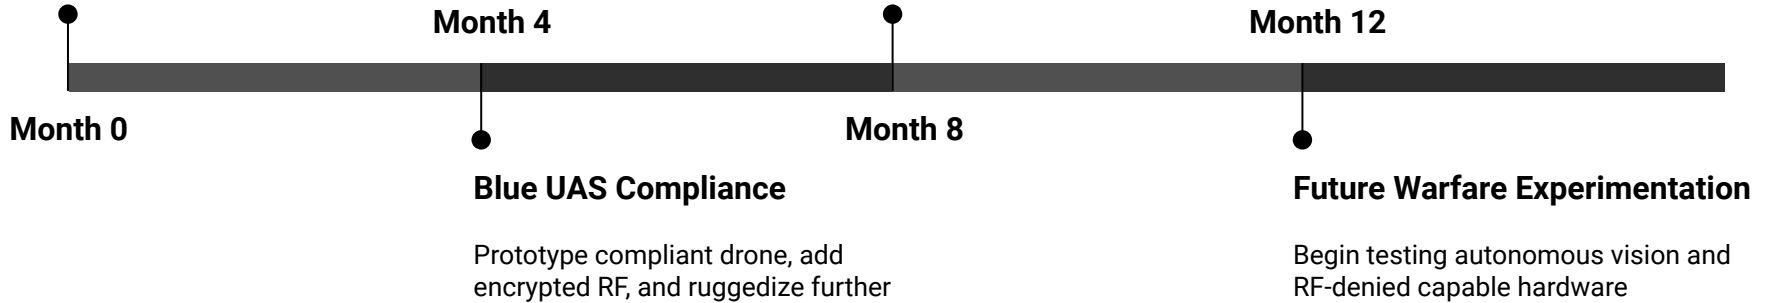 Month 4
Month 12
Month 0
Month 8
Blue UAS Compliance
Prototype compliant drone, add
encrypted RF, and ruggedize further
Future Warfare Experimentation
Begin testing autonomous vision and
RF-denied capable hardware